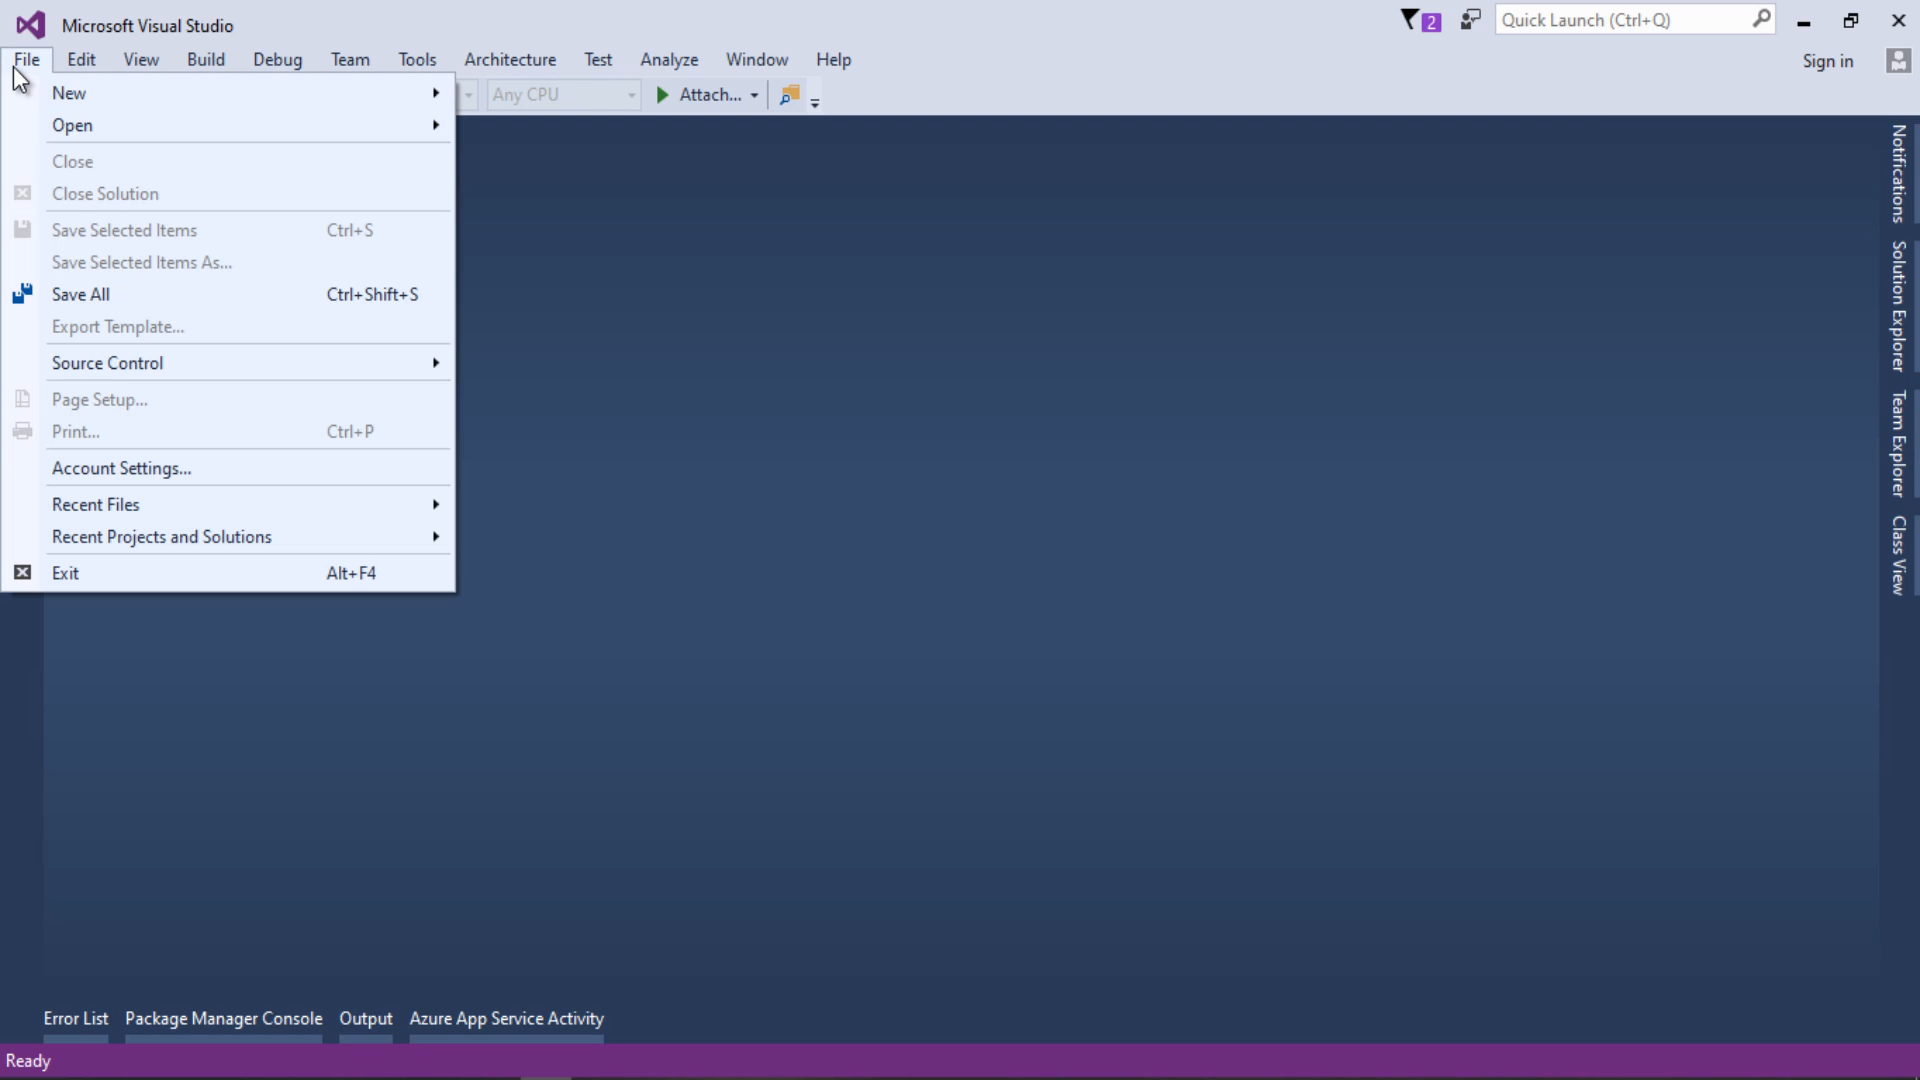 Microsoft Visual Studio
2
Quick Launch (Ctrl+Q)
File Edit View Build Debug Team Tools Architecture Test Analyze Window Help
Sign in
Any CPU Attach...
New
Open
Close
Close Solution
Save Selected Items Ctrl+S
Save Selected Items As...
Save All Ctrl+Shift+S
Export Template...
Source Control
Page Setup...
Print... Ctrl+P
Account Settings...
Recent Files
Recent Projects and Solutions
Exit Alt+F4
Notifications
Solution Explorer
Team Explorer
Class View
Error List Package Manager Console Output Azure App Service Activity
Ready